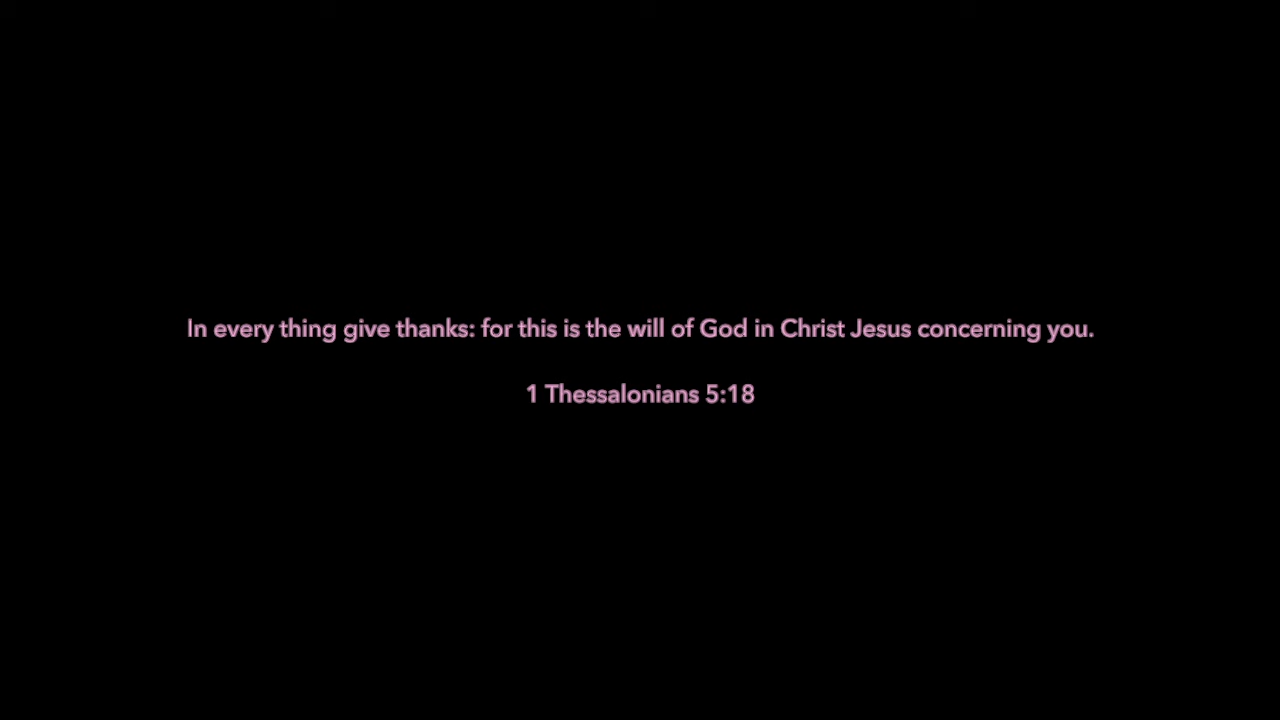 In every thing give thanks: for this is the will of God in Christ Jesus concerning you.
1 Thessalonians 5:18